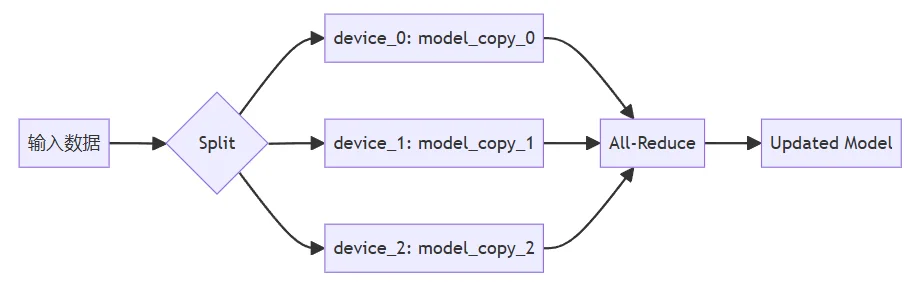 输入数据
Split
device_0: model_copy_0
device_1: model_copy_1
device_2: model_copy_2
All-Reduce
Updated Model